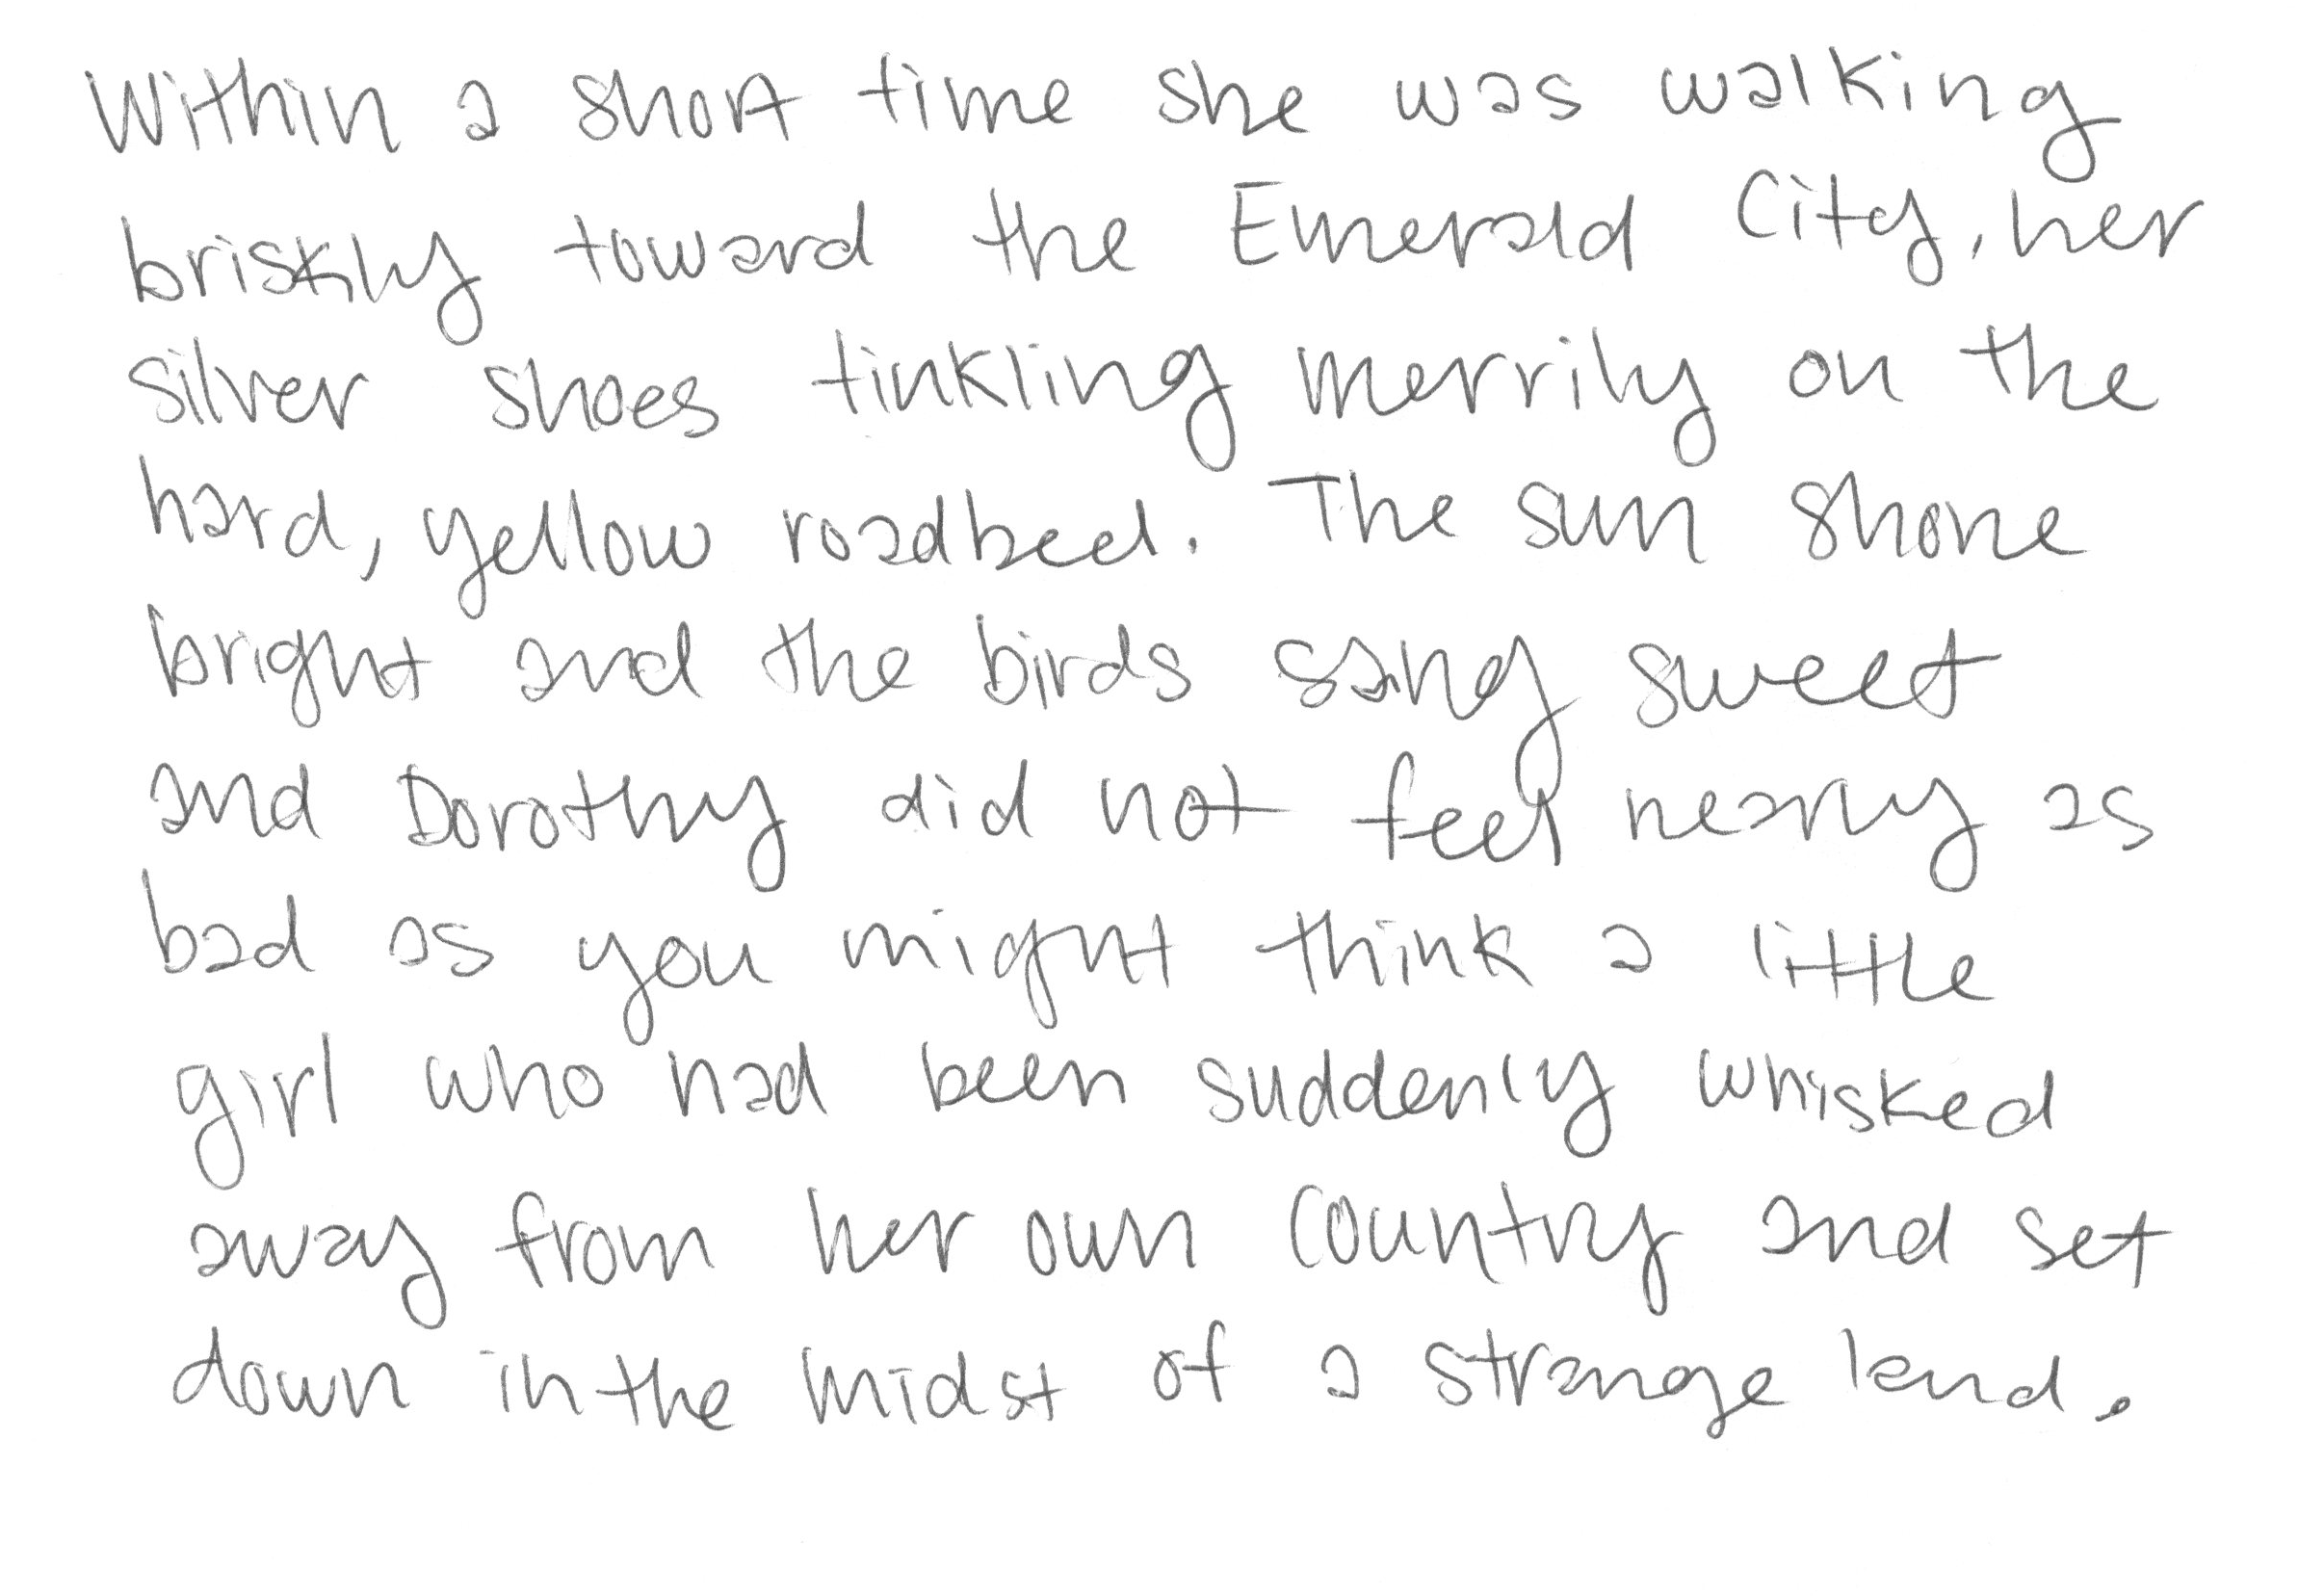 Within a short time she was walking
briskly toward the Emerald City, her
silver shoes tinkling merrily on the
hard, yellow roadbed. The sun shone
bright and the birds sang sweet
and Dorothy did not feel nearly as
bad as you might think a little
girl who had been suddenly whisked
away from her own country and set
down in the midst of a strange land.